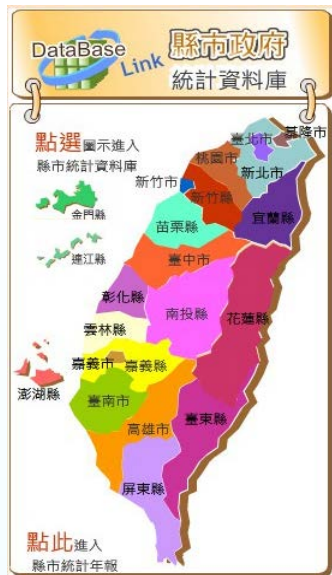 DataBase
Link
縣市政府
統計資料庫
點選圖示進入
縣市統計資料庫
金門縣
連江縣
澎湖縣
基隆市
臺北市
新北市
桃園市
新竹市
新竹縣
宜蘭縣
苗栗縣
臺中市
彰化縣
南投縣
花蓮縣
雲林縣
嘉義市
嘉義縣
臺南市
高雄市
臺東縣
屏東縣
點此進入
縣市統計年報